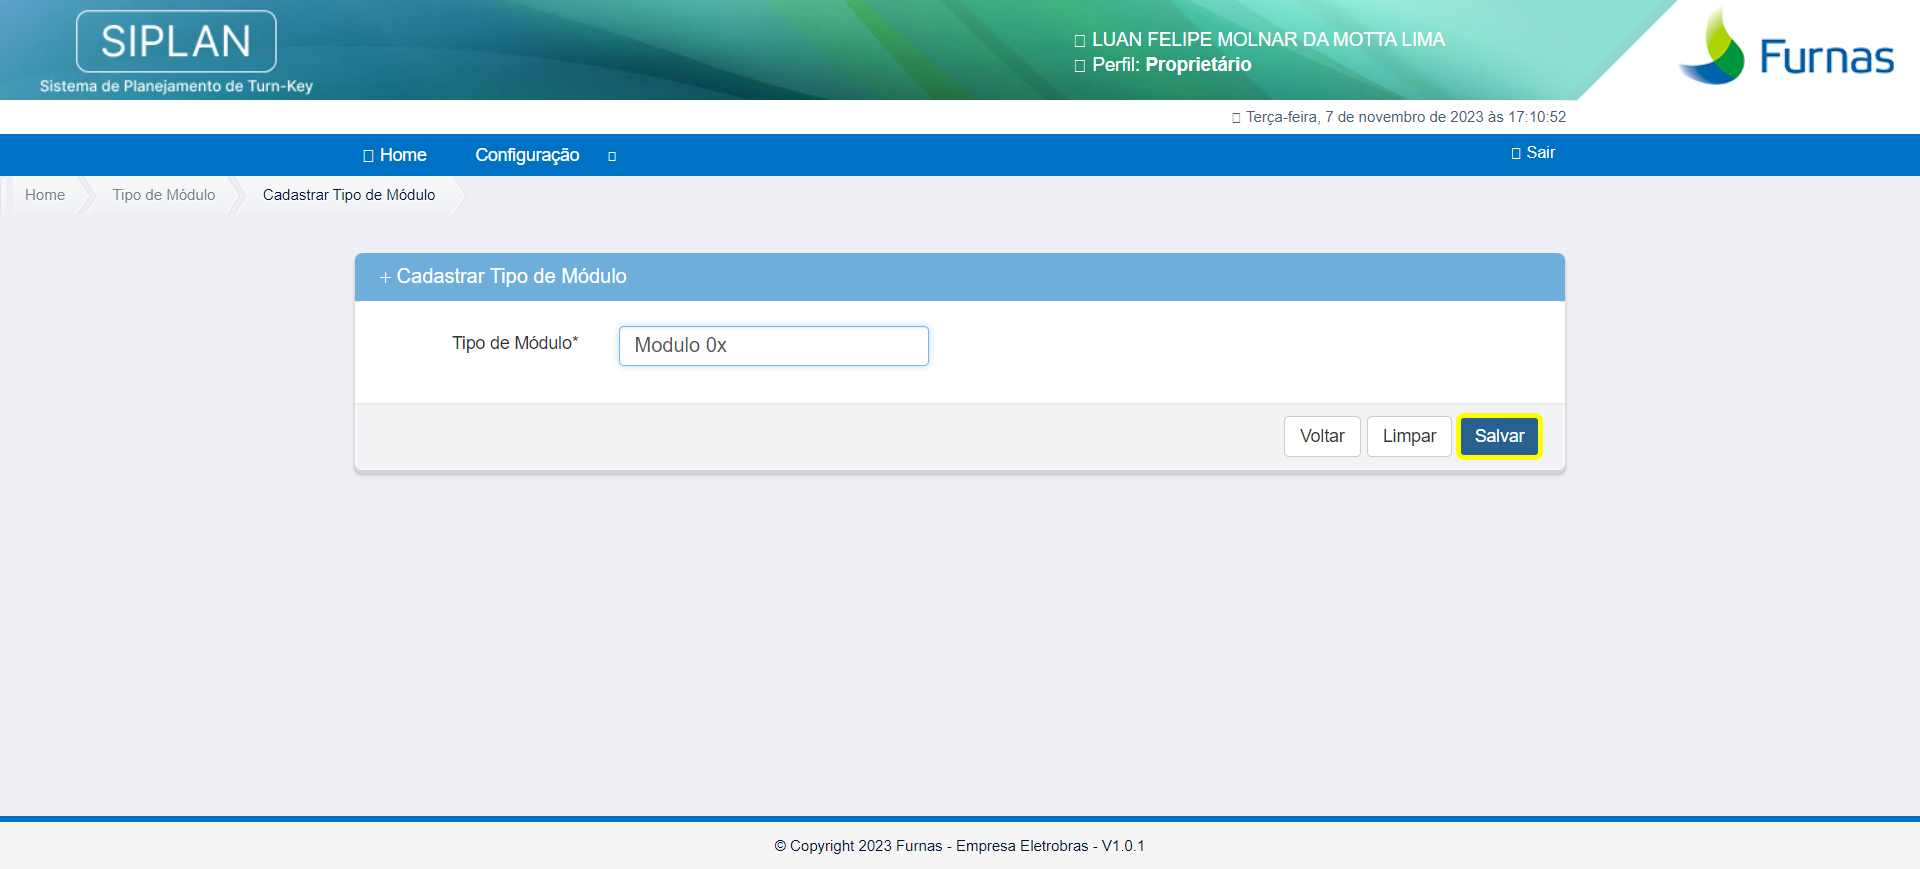 SIPLAN
Sistema de Planejamento de Turn-Key
LUAN FELIPE MOLNAR DA MOTTA LIMA
Perfil: Proprietário
Furnas
Terça-feira, 7 de novembro de 2023 às 17:10:52
Home Configuração Sair
Home Tipo de Módulo Cadastrar Tipo de Módulo
+ Cadastrar Tipo de Módulo
Tipo de Módulo* Modulo 0x
Voltar Limpar Salvar
© Copyright 2023 Furnas - Empresa Eletrobras - V1.0.1